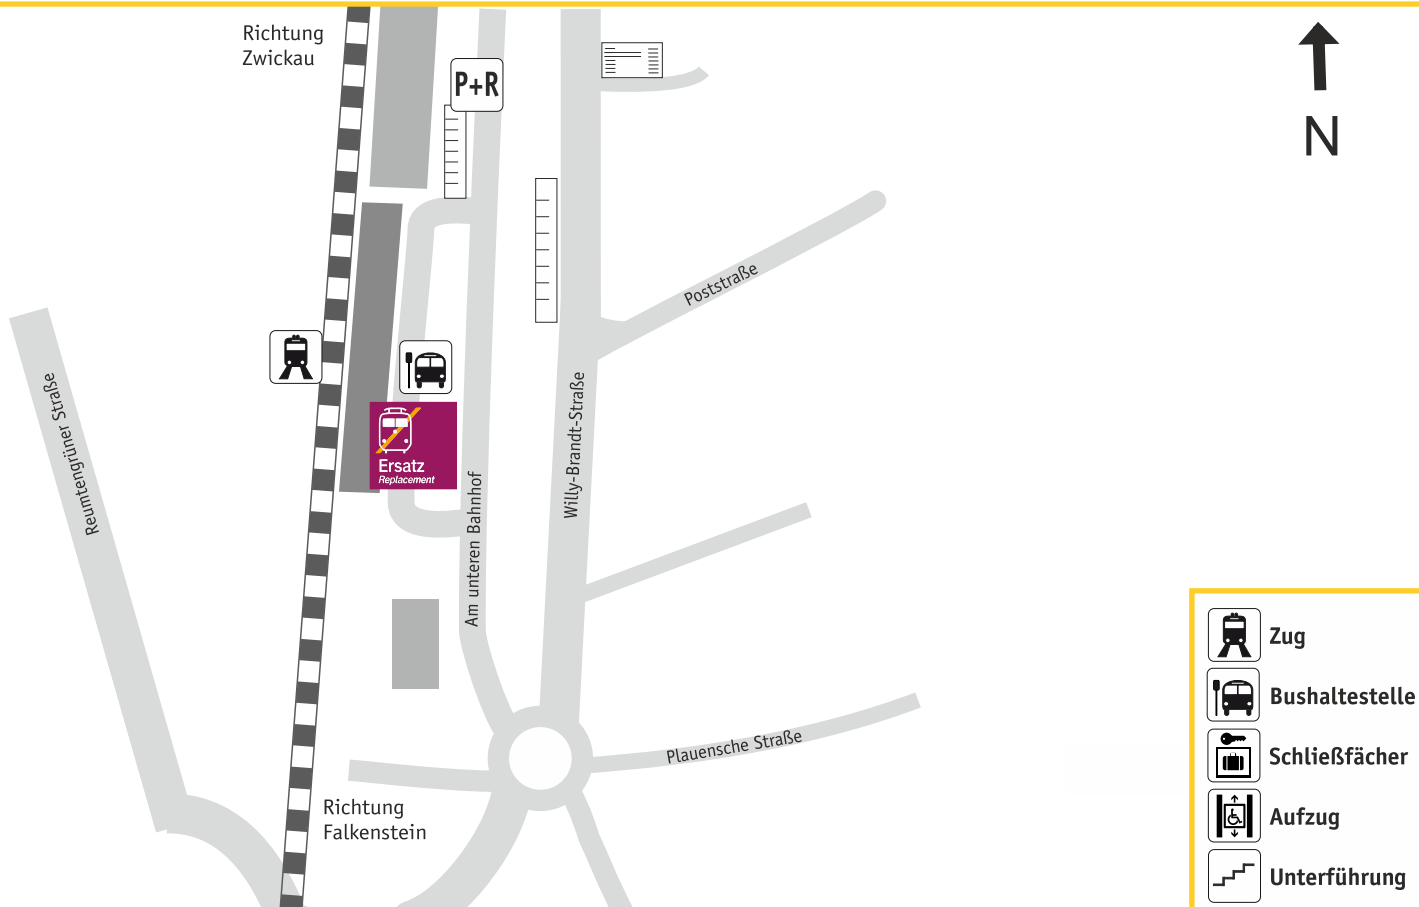 Richtung
Zwickau
P+R
N
Poststraße
Reumtengrüner Straße
Willy-Brandt-Straße
Ersatz
Replacement
Am unteren Bahnhof
Plauensche Straße
Richtung
Falkenstein
Zug
Bushaltestelle
Schließfächer
Aufzug
Unterführung